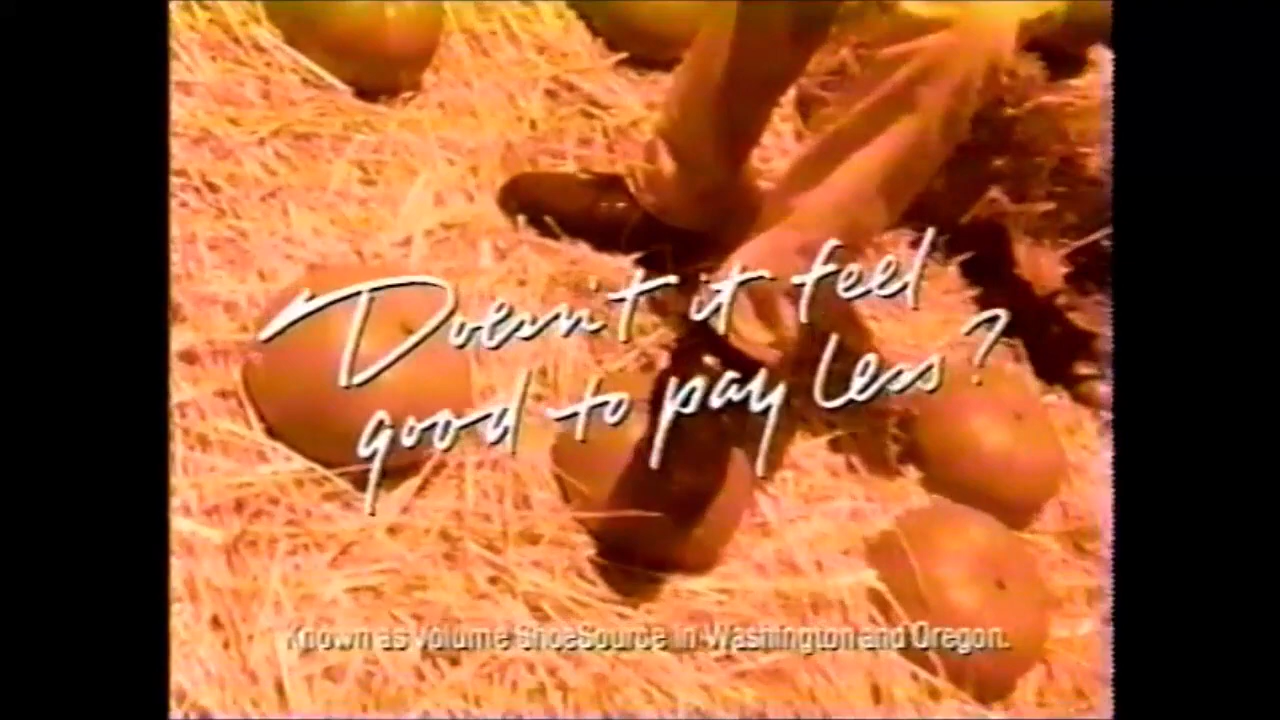 Doesn't it feel
good to pay less?
Known as Volume ShoeSource in Washington and Oregon.